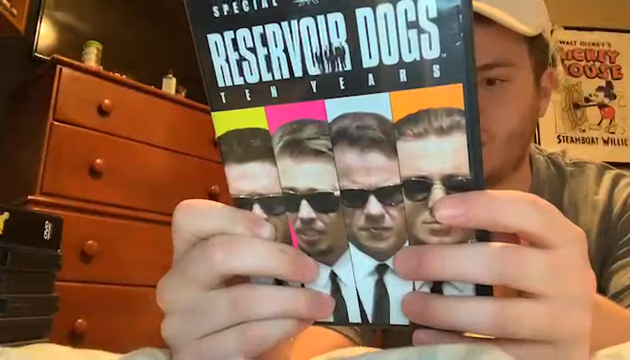 SPECIAL
RESERVOIR DOGS
TEN YEARS
WALT DISNEY'S
MICKEY
MOUSE
STEAMBOAT WILLIE
DVD